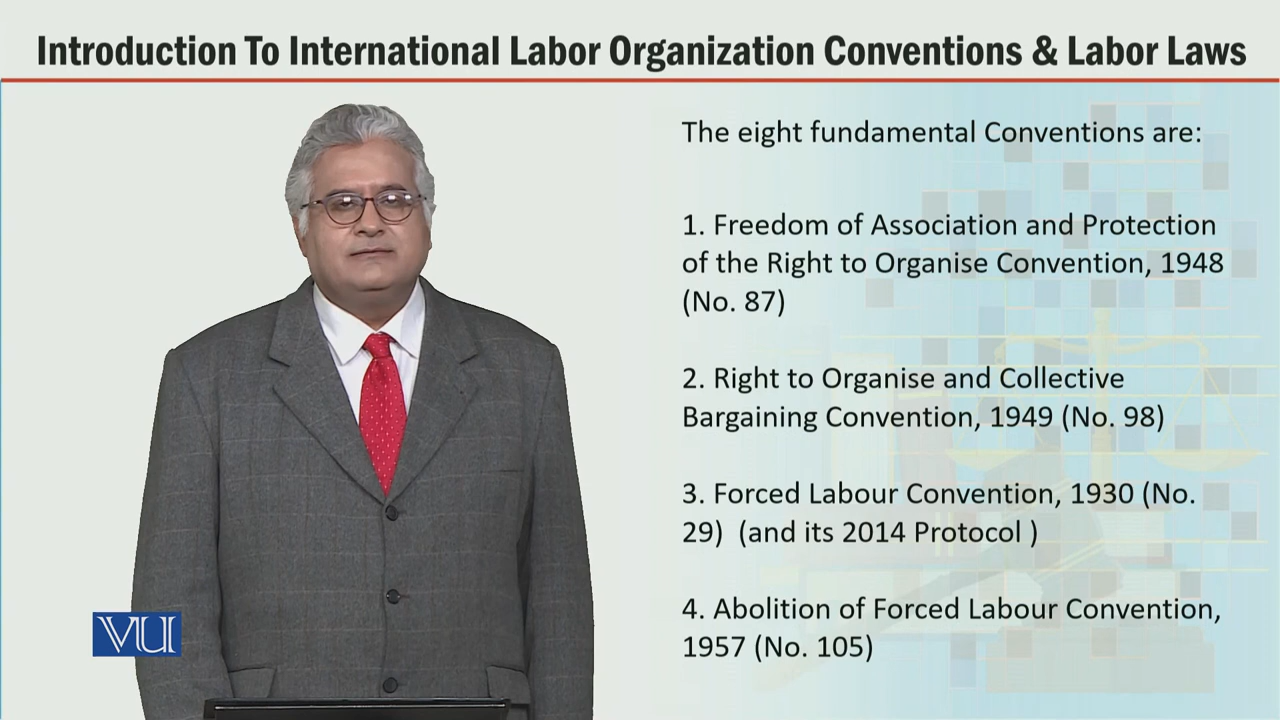 Introduction To International Labor Organization Conventions & Labor Laws
The eight fundamental Conventions are:
1. Freedom of Association and Protection
of the Right to Organise Convention, 1948
(No. 87)
2. Right to Organise and Collective
Bargaining Convention, 1949 (No. 98)
3. Forced Labour Convention, 1930 (No.
29)  (and its 2014 Protocol )
4. Abolition of Forced Labour Convention,
1957 (No. 105)
VU